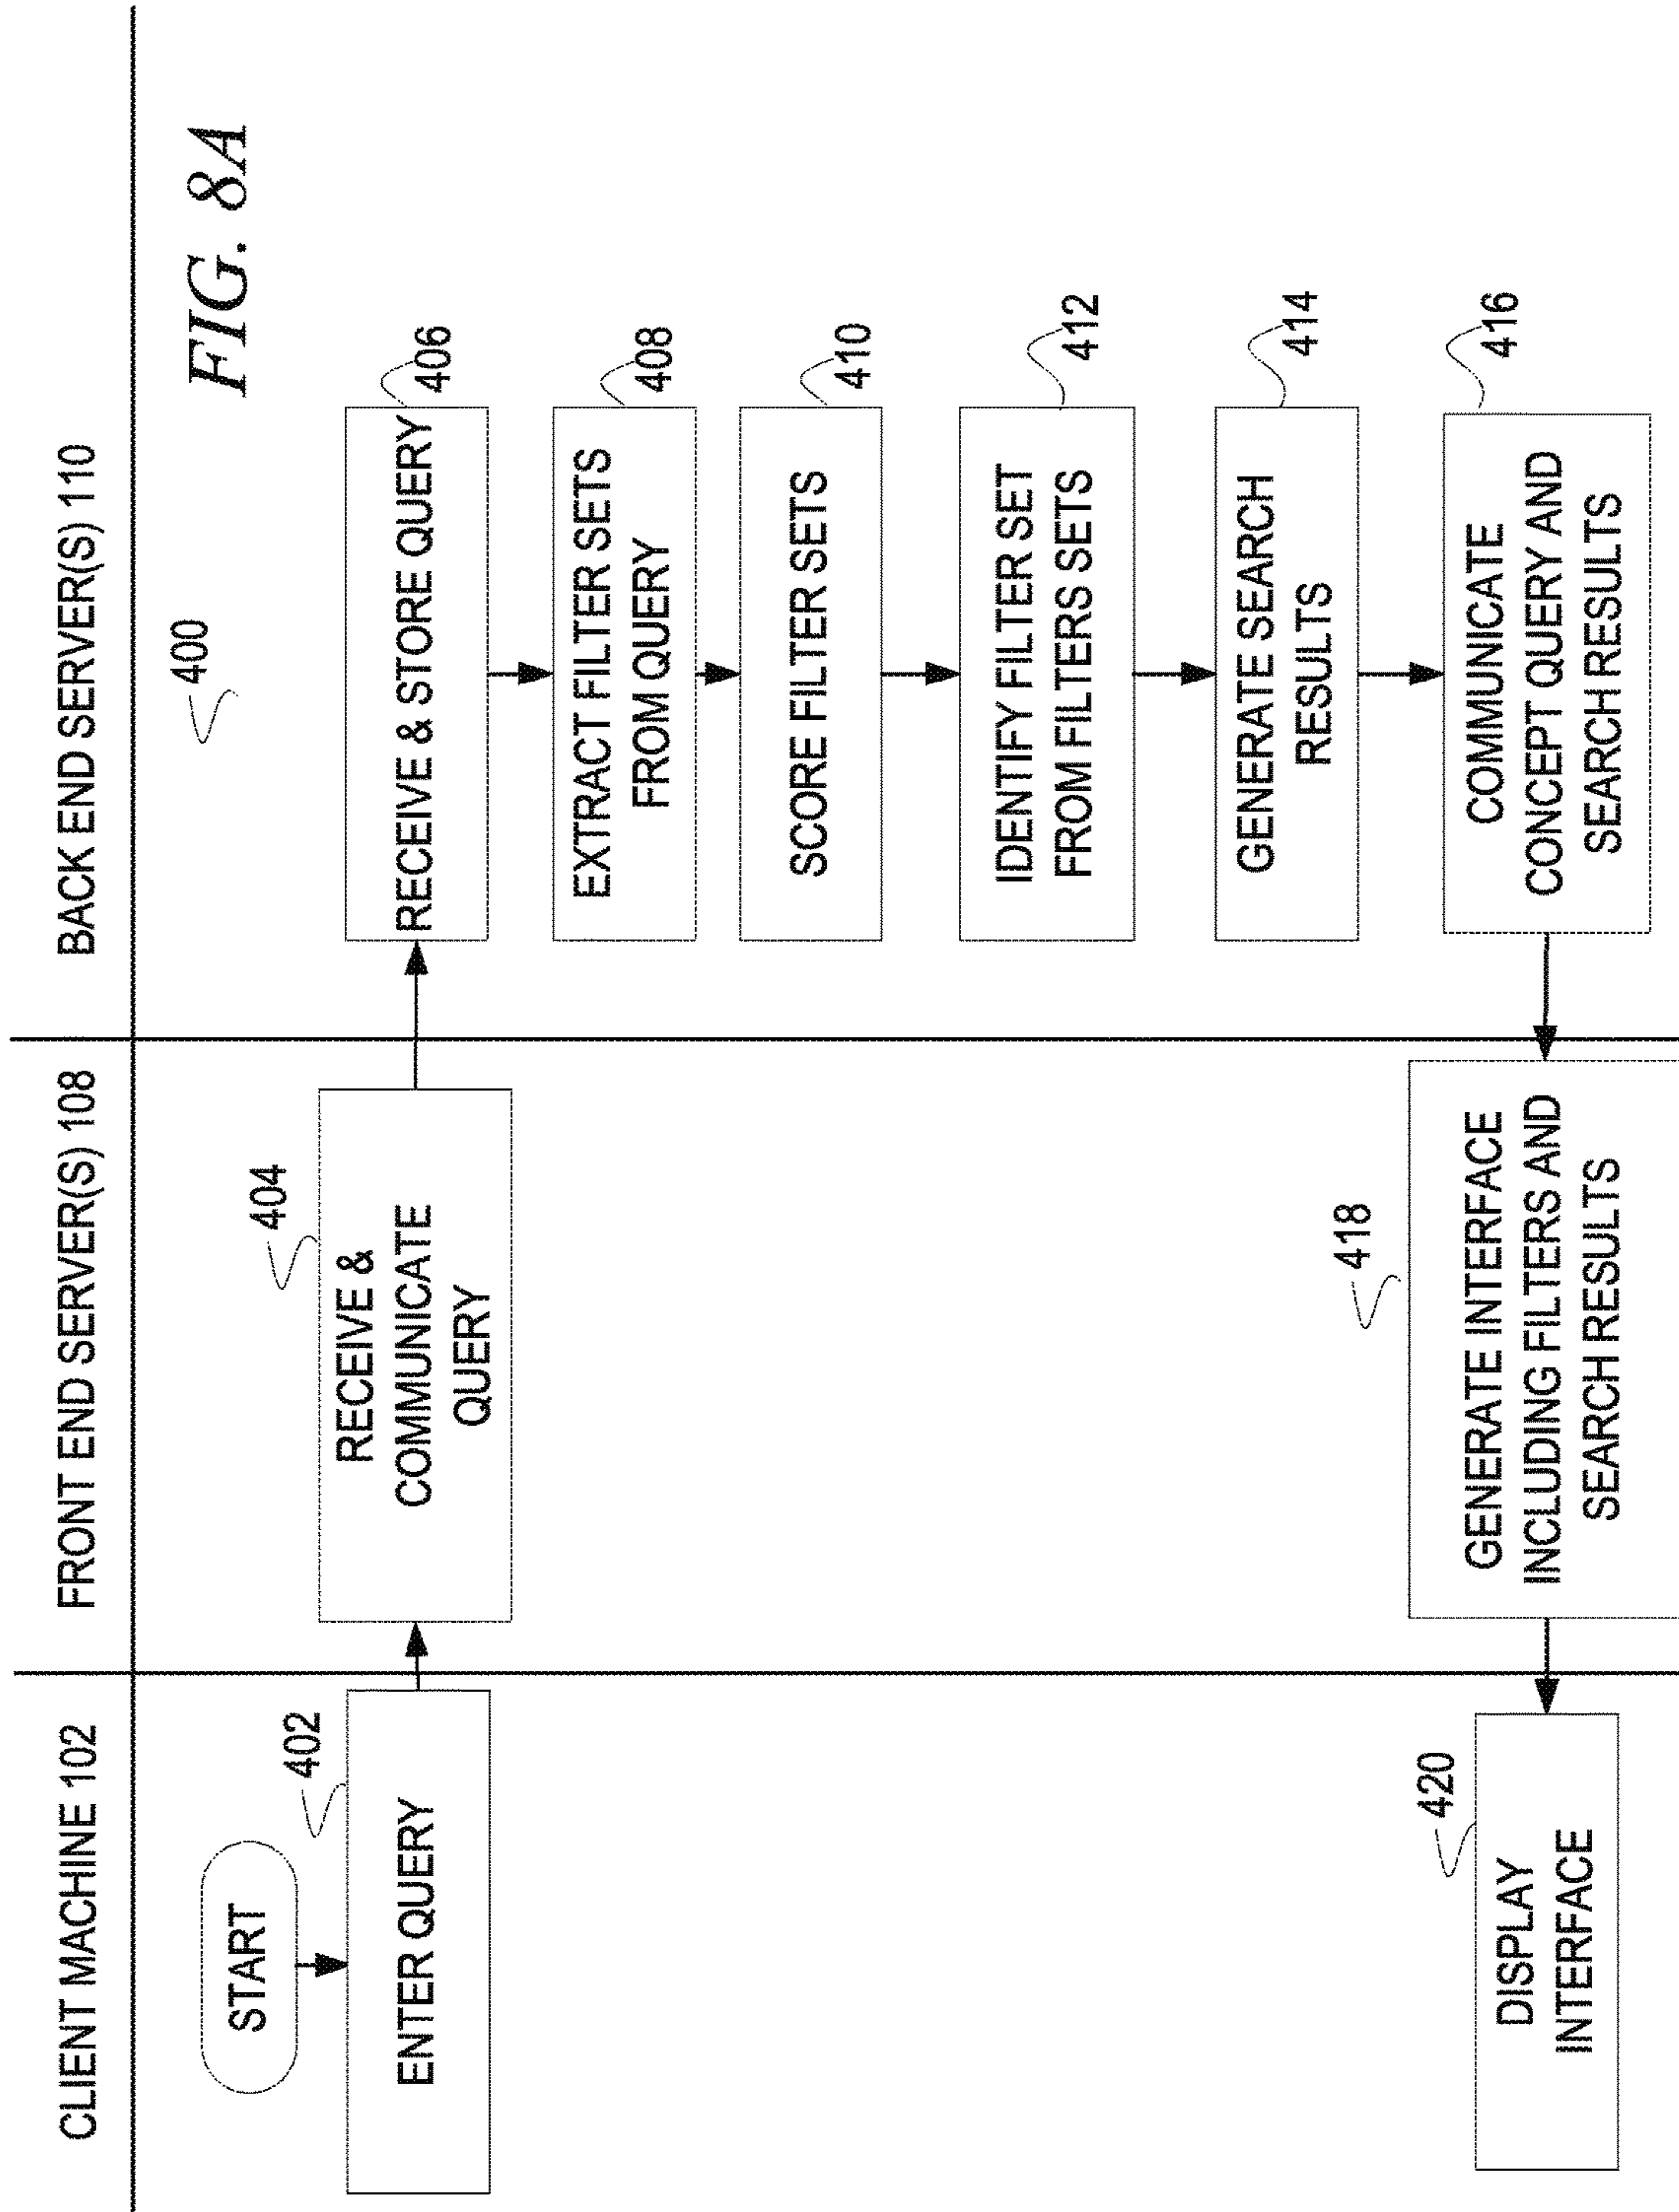 CLIENT MACHINE 102
FRONT END SERVER(S) 108
BACK END SERVER(S) 110
FIG. 8A
400
START
402
ENTER QUERY
404
RECEIVE &
COMMUNICATE
QUERY
RECEIVE & STORE QUERY
406
EXTRACT FILTER SETS
FROM QUERY
408
SCORE FILTER SETS
410
IDENTIFY FILTER SET
FROM FILTERS SETS
412
GENERATE SEARCH
RESULTS
414
COMMUNICATE
CONCEPT QUERY AND
SEARCH RESULTS
416
418
GENERATE INTERFACE
INCLUDING FILTERS AND
SEARCH RESULTS
420
DISPLAY
INTERFACE